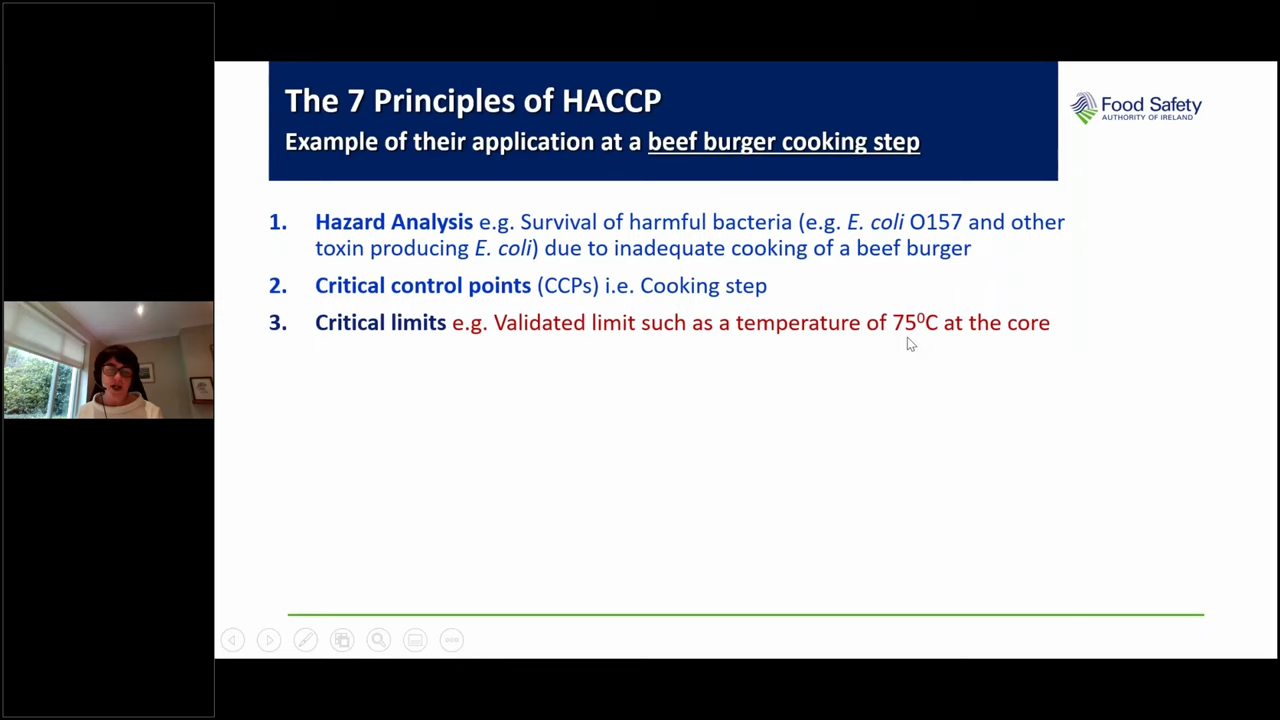 The 7 Principles of HACCP
Example of their application at a beef burger cooking step
Food Safety
AUTHORITY OF IRELAND
1. Hazard Analysis e.g. Survival of harmful bacteria (e.g. E. coli O157 and other
toxin producing E. coli) due to inadequate cooking of a beef burger
2. Critical control points (CCPs) i.e. Cooking step
3. Critical limits e.g. Validated limit such as a temperature of 75⁰C at the core